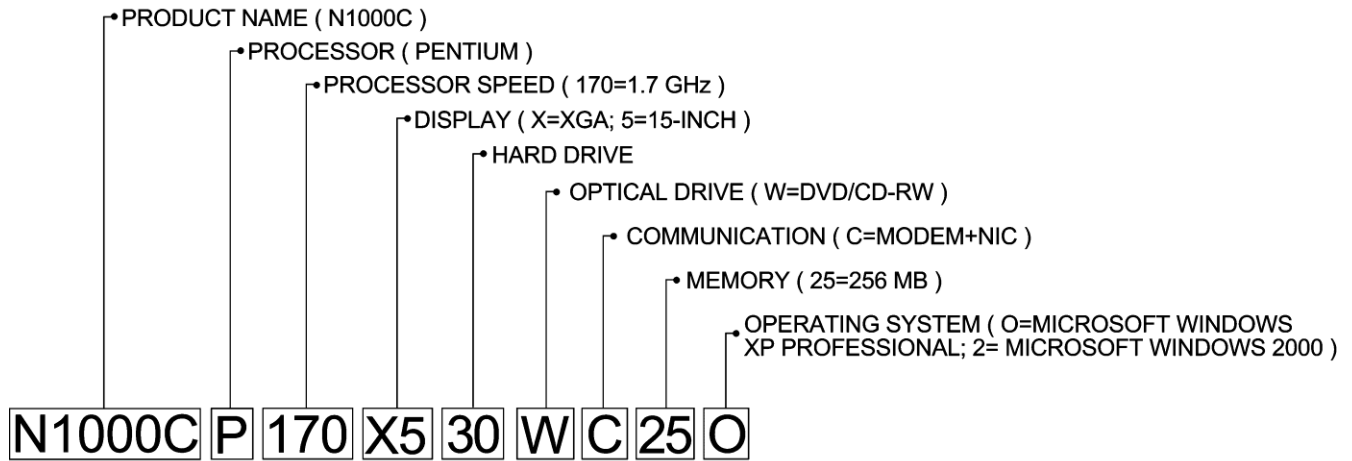 PRODUCT NAME ( N1000C )
PROCESSOR ( PENTIUM )
PROCESSOR SPEED ( 170=1.7 GHz )
DISPLAY ( X=XGA; 5=15-INCH )
HARD DRIVE
OPTICAL DRIVE ( W=DVD/CD-RW )
COMMUNICATION ( C=MODEM+NIC )
MEMORY ( 25=256 MB )
OPERATING SYSTEM ( O=MICROSOFT WINDOWS
XP PROFESSIONAL; 2= MICROSOFT WINDOWS 2000 )
N1000C P 170 X5 30 W C 25 O